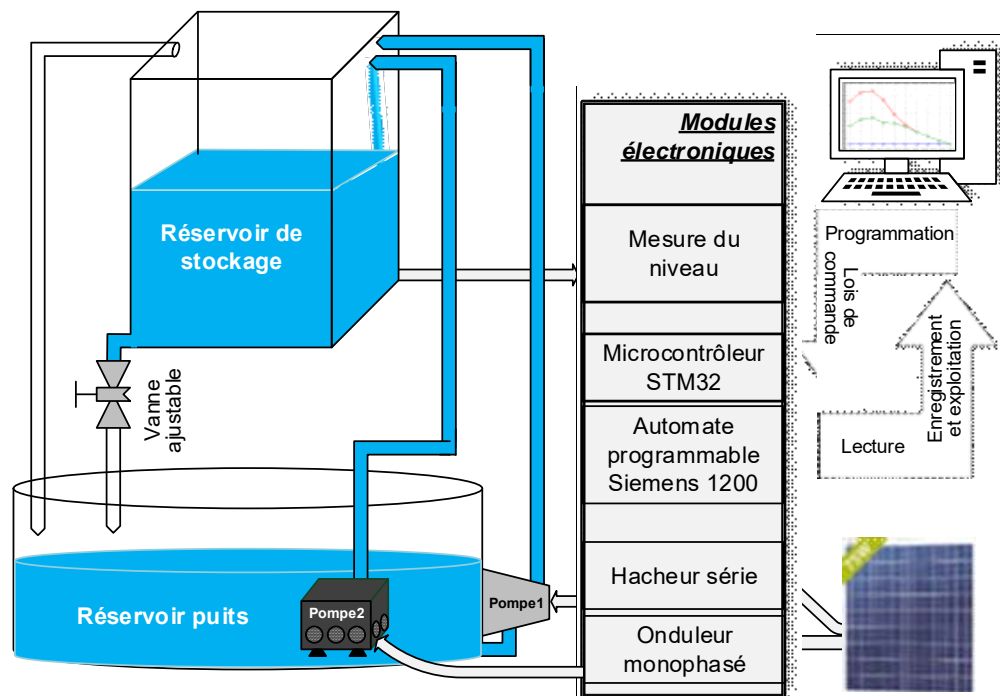 Réservoir de
stockage
Vanne
ajustable
Réservoir puits
Pompe2
Pompe1
Modules
électroniques
Mesure du
niveau
Microcontrôleur
STM32
Automate
programmable
Siemens 1200
Hacheur série
Onduleur
monophasé
Programmation
Lois de
commande
Enregistrement
et exploitation
Lecture